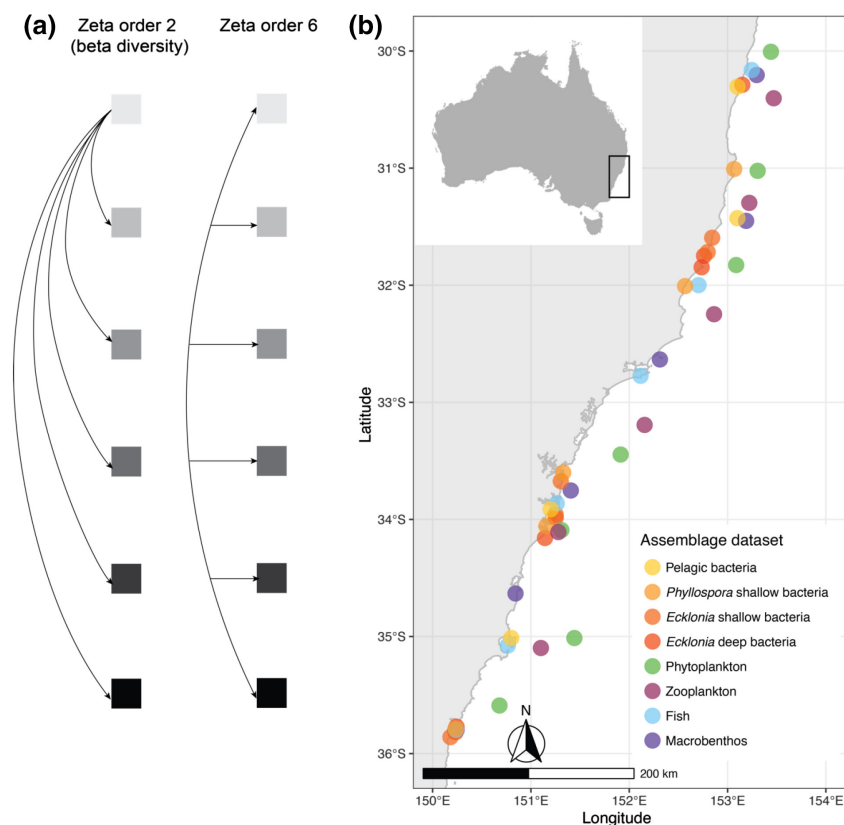 (a)
Zeta order 2
(beta diversity)
Zeta order 6
(b)
30°S
31°S
32°S
33°S
34°S
35°S
36°S
Latitude
150°E
151°E
152°E
153°E
154°E
Longitude
Assemblage dataset
Pelagic bacteria
Phyllospora shallow bacteria
Ecklonia shallow bacteria
Ecklonia deep bacteria
Phytoplankton
Zooplankton
Fish
Macrobenthos
N
200 km